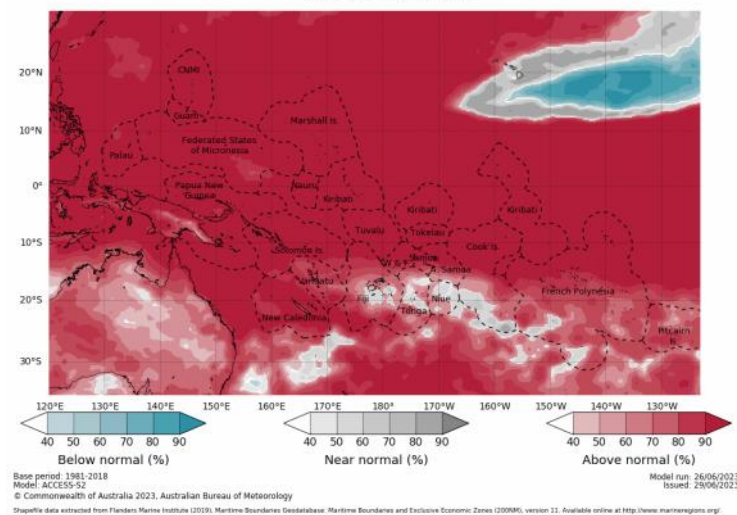 20°N
CNMI
Guam
Marshall Is
10°N
Federated States
of Micronesia
Palau
0°
Papua New
Guinea
Nauru
Kiribati
Kiribati
Kiribati
Tuvalu
Tokelau
10°S
Solomon Is
Cook Is
W & F
Samoa
A. Samoa
Vanuatu
20°S
Fiji
Niue
French Polynesia
New Caledonia
Tonga
Pitcairn
Is
30°S
120°E 130°E 140°E 150°E 160°E 170°E 180° 170°W 160°W 150°W 140°W 130°W
40 50 60 70 80 90 40 50 60 70 80 90 40 50 60 70 80 90
Below normal (%) Near normal (%) Above normal (%)
Base period: 1981-2018 Model run: 26/06/2023
Model: ACCESS-S2 Issued: 29/06/2023
© Commonwealth of Australia 2023, Australian Bureau of Meteorology
Shapefile data extracted from Flanders Marine Institute (2019), Maritime Boundaries Geodatabase: Maritime Boundaries and Exclusive Economic Zones (200NM), version 11. Available online at http://www.marineregions.org/